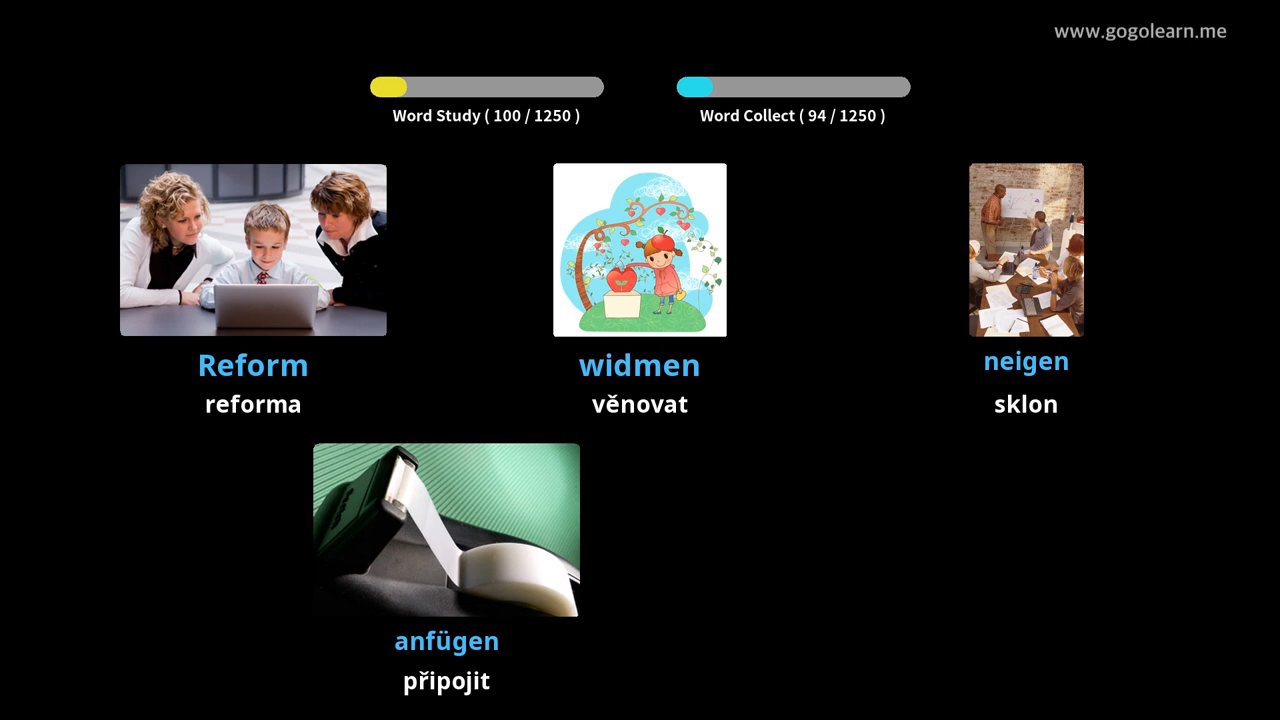 www.gogolearn.me
Word Study ( 100 / 1250 )
Word Collect ( 94 / 1250 )
Reform
widmen
neigen
reforma
věnovat
sklon
anfügen
připojit